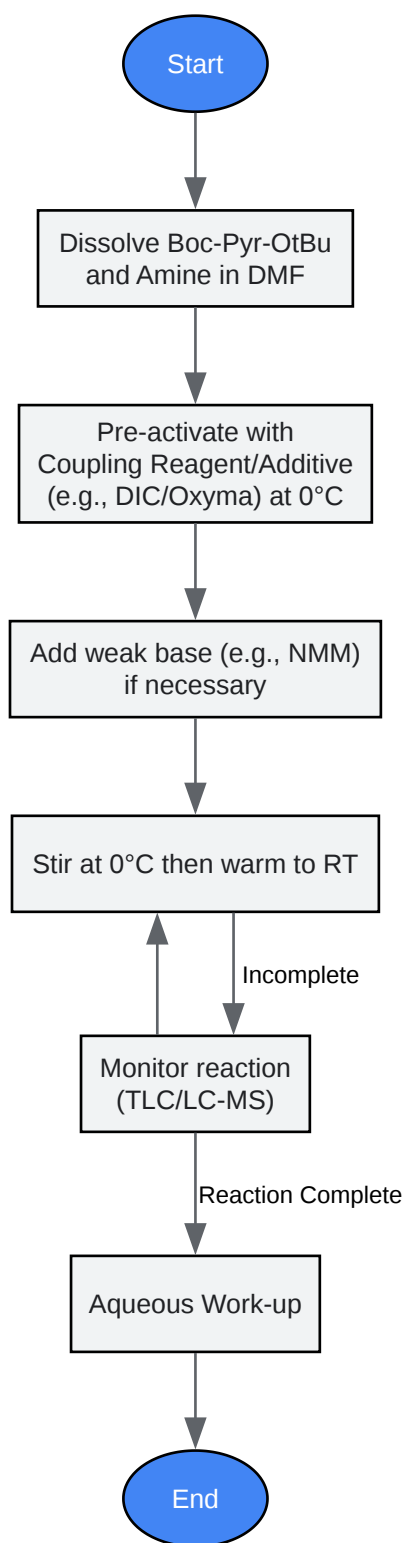 Start
Dissolve Boc-Pyr-OtBu
and Amine in DMF
Pre-activate with
Coupling Reagent/Additive
(e.g., DIC/Oxyma) at 0°C
Add weak base (e.g., NMM)
if necessary
Stir at 0°C then warm to RT
Incomplete
Monitor reaction
(TLC/LC-MS)
Reaction Complete
Aqueous Work-up
End